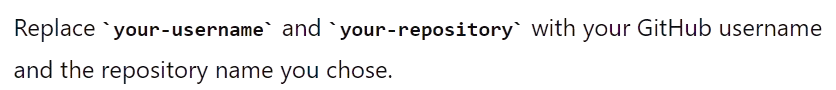 Replace `your-username` and `your-repository` with your GitHub username
and the repository name you chose.